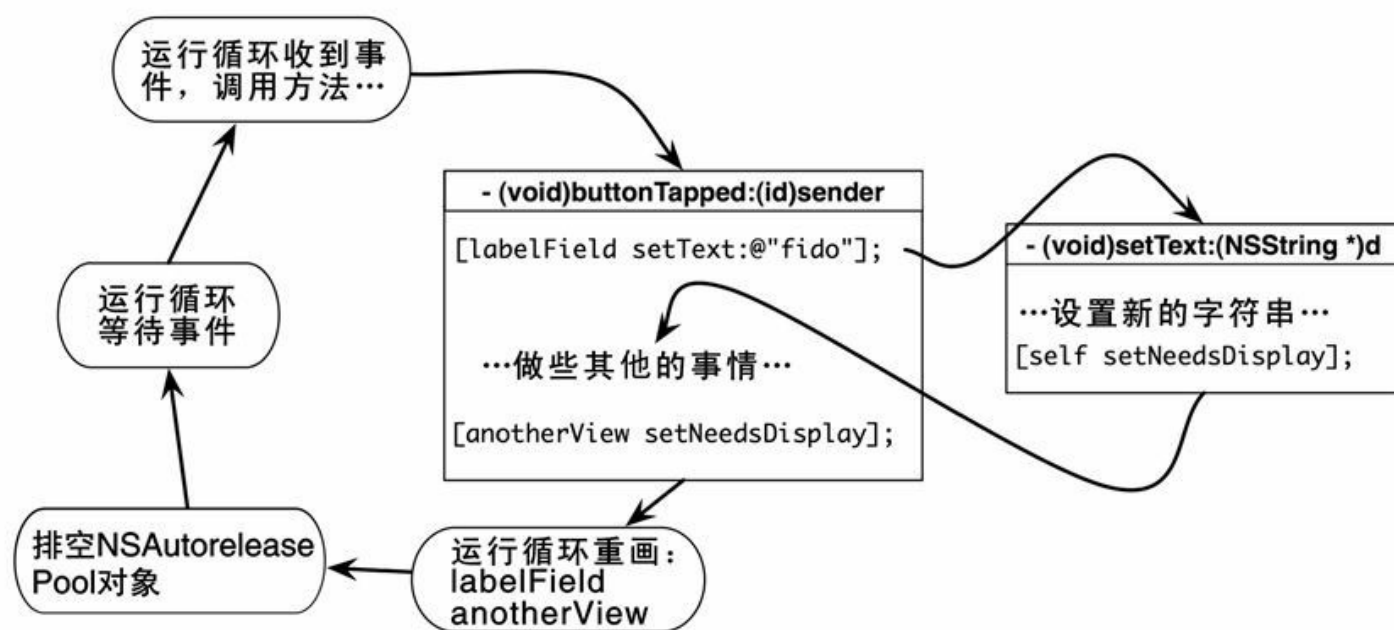 运行循环收到事
件，调用方法…
- (void)buttonTapped:(id)sender
[labelField setText:@"fido"];
- (void)setText:(NSString *)d
…设置新的字符串…
[self setNeedsDisplay];
…做些其他的事情…
[anotherView setNeedsDisplay];
运行循环重画：
labelField
anotherView
排空NSAutorelease
Pool对象
运行循环
等待事件